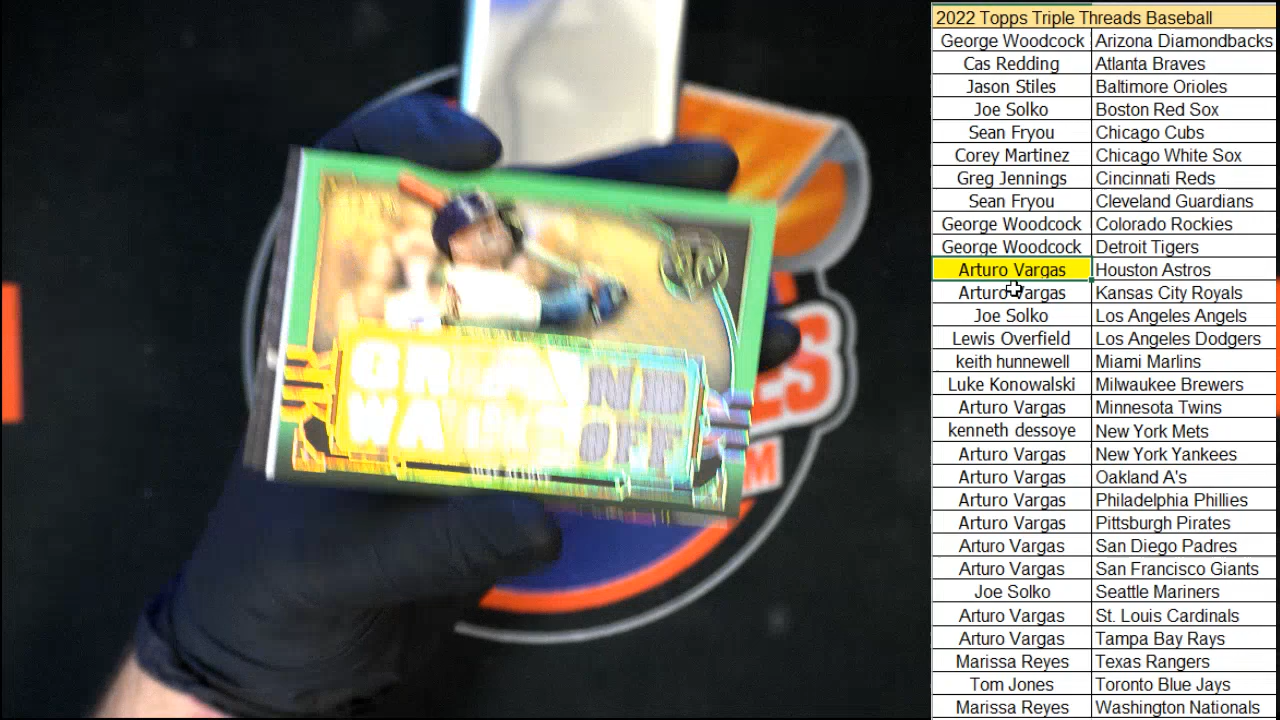 GRAND
WALK
OFF
ES
M
2022 Topps Triple Threads Baseball
George Woodcock Arizona Diamondbacks
Cas Redding Atlanta Braves
Jason Stiles Baltimore Orioles
Joe Solko Boston Red Sox
Sean Fryou Chicago Cubs
Corey Martinez Chicago White Sox
Greg Jennings Cincinnati Reds
Sean Fryou Cleveland Guardians
George Woodcock Colorado Rockies
George Woodcock Detroit Tigers
Arturo Vargas Houston Astros
Arturo Vargas Kansas City Royals
Joe Solko Los Angeles Angels
Lewis Overfield Los Angeles Dodgers
keith hunnewell Miami Marlins
Luke Konowalski Milwaukee Brewers
Arturo Vargas Minnesota Twins
kenneth dessoye New York Mets
Arturo Vargas New York Yankees
Arturo Vargas Oakland A's
Arturo Vargas Philadelphia Phillies
Arturo Vargas Pittsburgh Pirates
Arturo Vargas San Diego Padres
Arturo Vargas San Francisco Giants
Joe Solko Seattle Mariners
Arturo Vargas St. Louis Cardinals
Arturo Vargas Tampa Bay Rays
Marissa Reyes Texas Rangers
Tom Jones Toronto Blue Jays
Marissa Reyes Washington Nationals